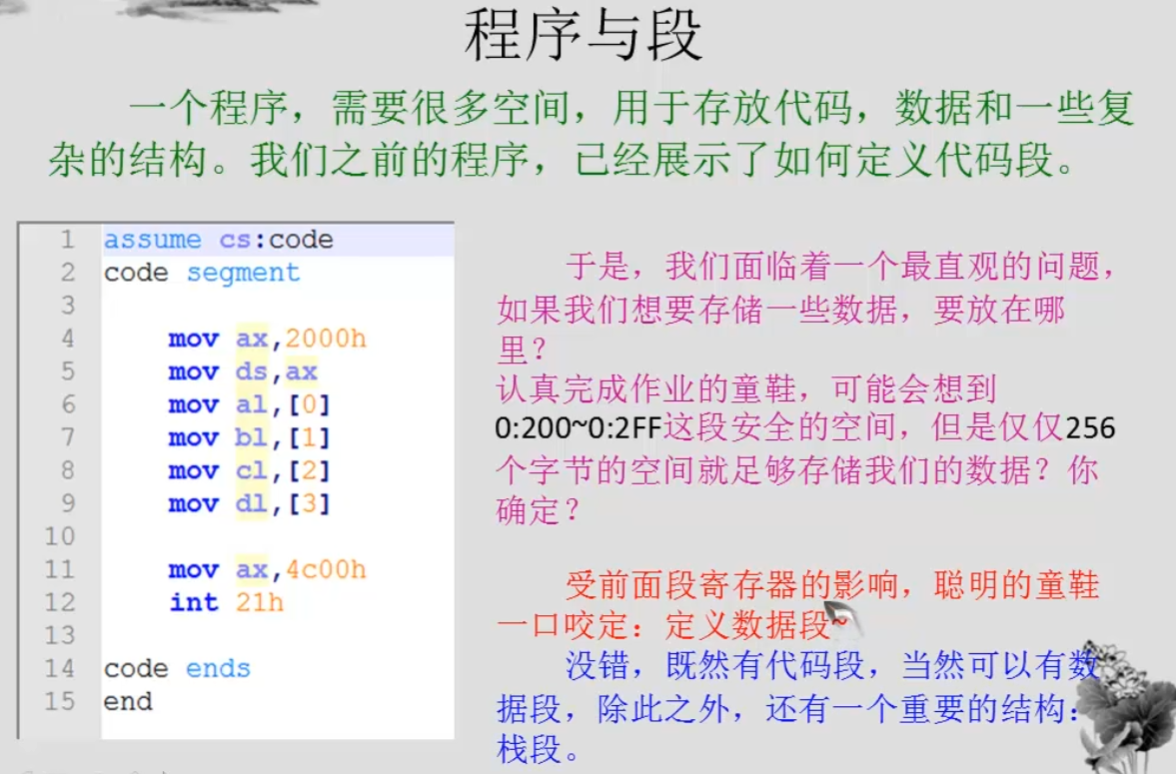 程序与段
一个程序，需要很多空间，用于存放代码，数据和一些复
杂的结构。我们之前的程序，已经展示了如何定义代码段。
1 assume cs:code
2 code segment
3
4 mov ax,2000h
5 mov ds,ax
6 mov al,[0]
7 mov bl,[1]
8 mov cl,[2]
9 mov dl,[3]
10
11 mov ax,4c00h
12 int 21h
13
14 code ends
15 end
于是，我们面临着一个最直观的问题，
如果我们想要存储一些数据，要放在哪
里？
认真完成作业的童鞋，可能会想到
0:200~0:2FF这段安全的空间，但是仅仅256
个字节的空间就足够存储我们的数据？你
确定？
受前面段寄存器的影响，聪明的童鞋
一口咬定：定义数据段~
没错，既然有代码段，当然可以有数
据段，除此之外，还有一个重要的结构：
栈段。